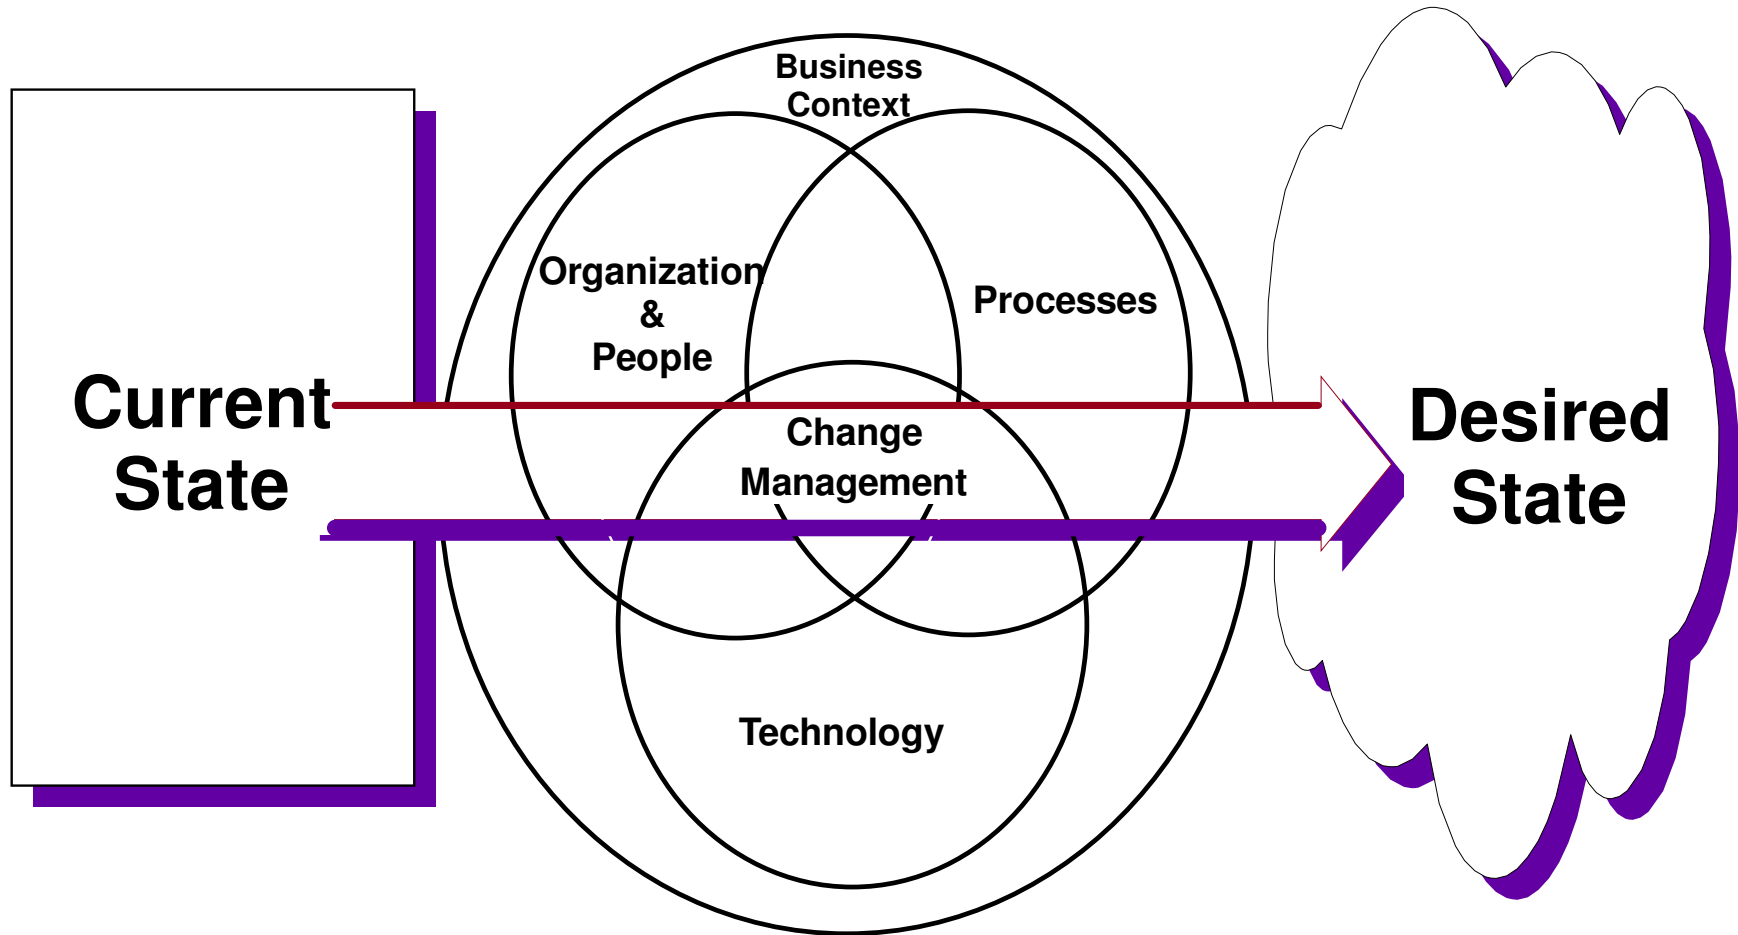 Business
Context
Organization
&
People
Processes
Current
State
Change
Management
Desired
State
Technology